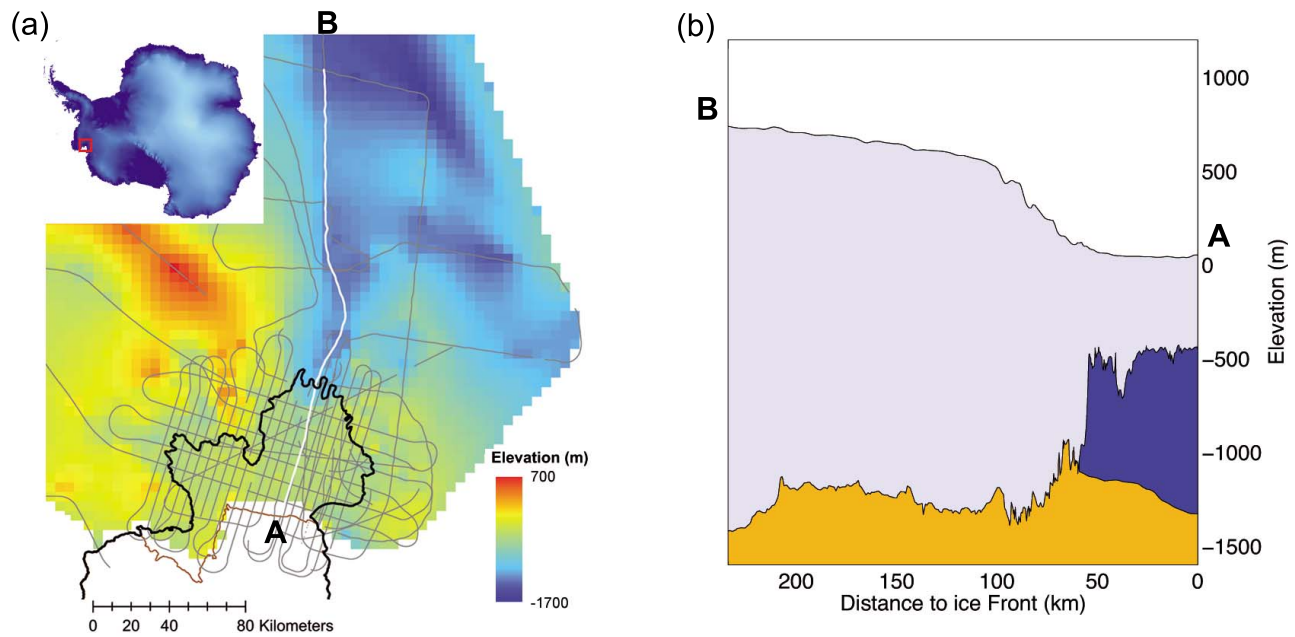 (a)
B
Elevation (m)
700
-1700
A
0 20 40 80 Kilometers
(b)
B
A
1000
500
0
−500
−1000
−1500
Elevation (m)
200 150 100 50 0
Distance to ice Front (km)